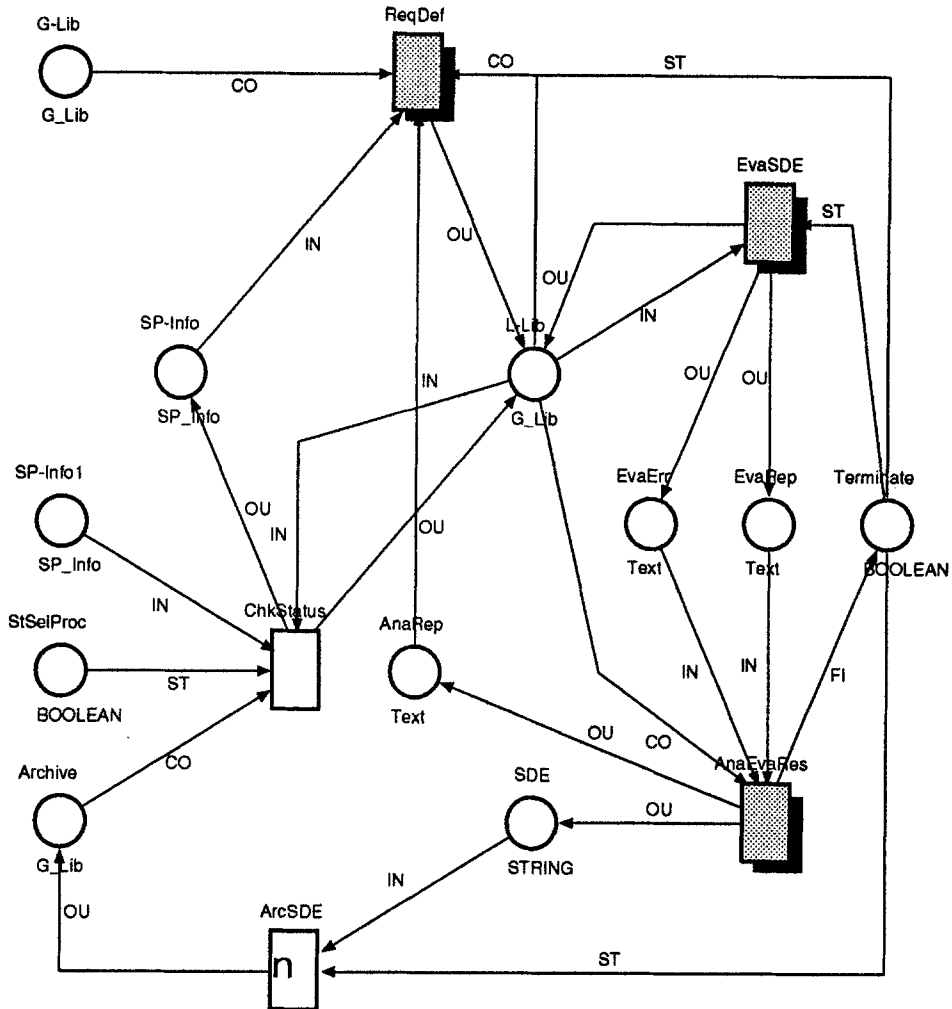 ReqDef
G-Lib
CO
CO
ST
G_Lib
EvaSDE
ST
IN
OU
OU
IN
SP-Info
L-Lib
IN
OU
OU
SP_Info
G_Lib
SP-Info1
EvaErr
EvaRep
Terminate
OU
IN
OU
SP_Info
Text
Text
BOOLEAN
IN
ChkStatus
StSelProc
AnaRep
ST
IN
IN
FI
BOOLEAN
Text
OU
CO
CO
AnaEvaRes
Archive
SDE
OU
G_Lib
STRING
IN
OU
ArcSDE
n
ST